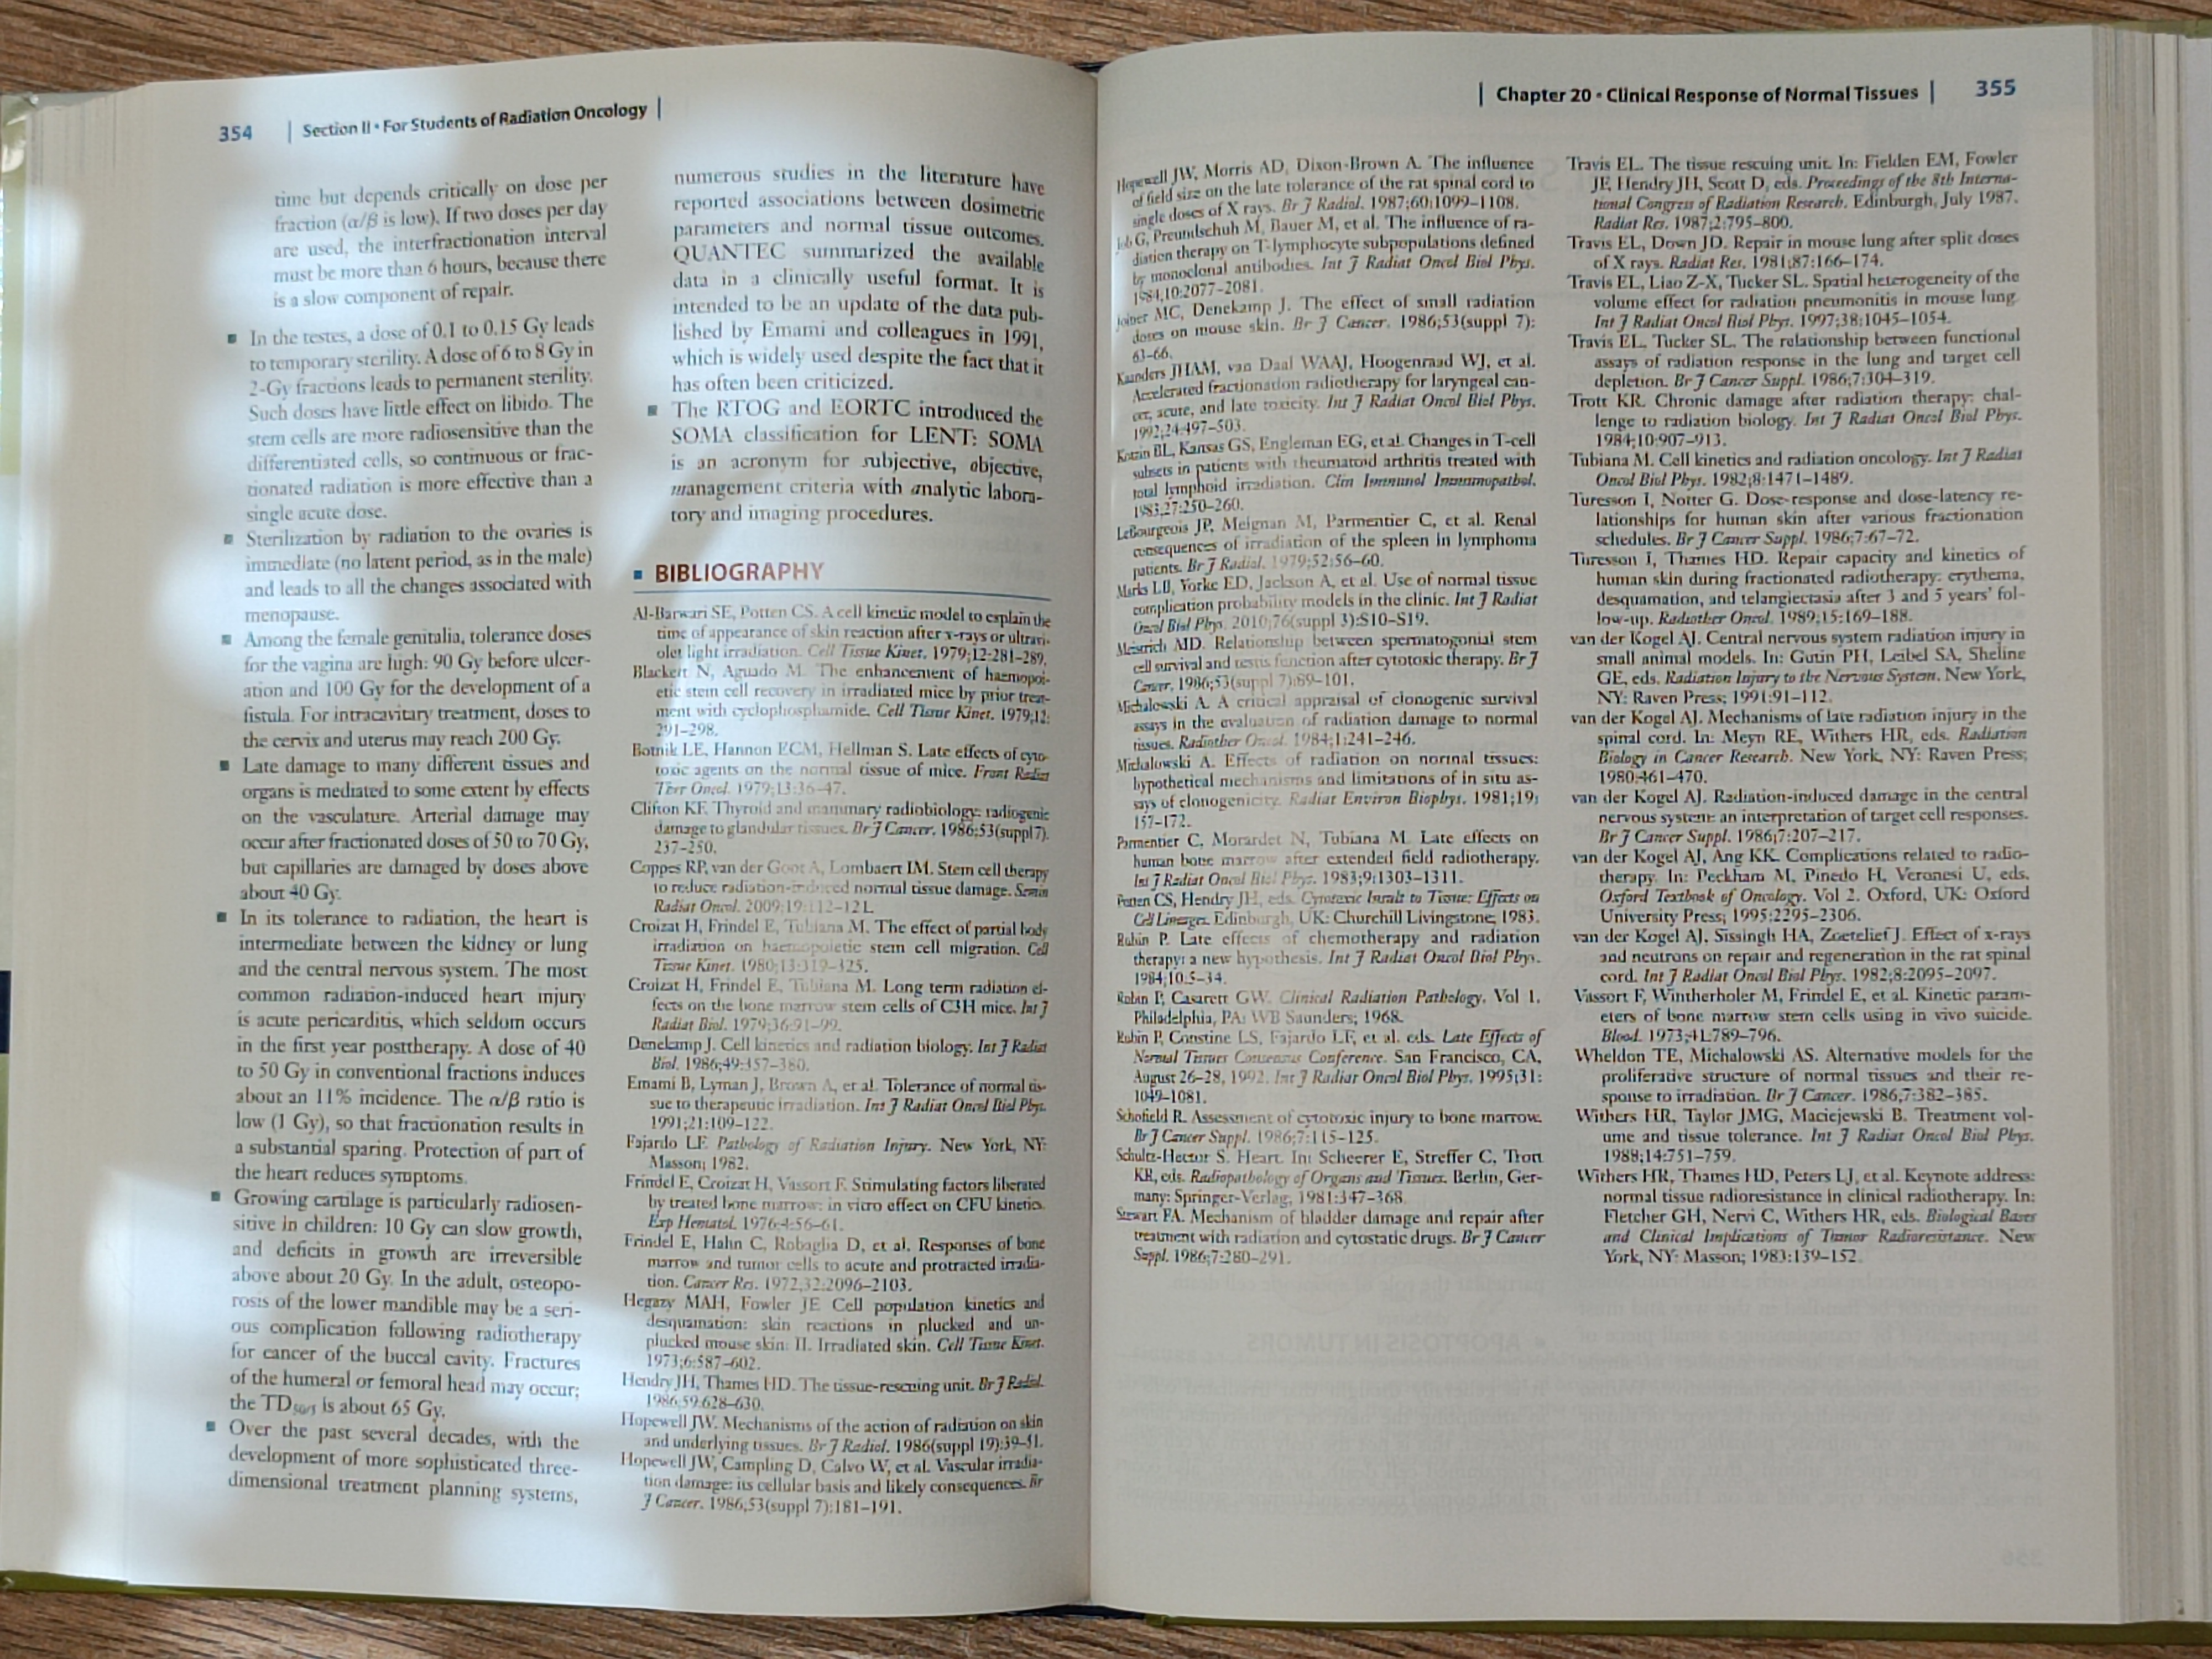 354 | Section II • For Students of Radiation Oncology |
time but depends critically on dose per
fraction (α/β is low). If two doses per day
are used, the interfractionation interval
must be more than 6 hours, because there
is a slow component of repair.
■ In the testes, a dose of 0.1 to 0.15 Gy leads
to temporary sterility. A dose of 6 to 8 Gy in
2-Gy fractions leads to permanent sterility.
Such doses have little effect on libido. The
stem cells are more radiosensitive than the
differentiated cells, so continuous or frac-
tionated radiation is more effective than a
single acute dose.
■ Sterilization by radiation to the ovaries is
immediate (no latent period, as in the male)
and leads to all the changes associated with
menopause.
■ Among the female genitalia, tolerance doses
for the vagina are high: 90 Gy before ulcer-
ation and 100 Gy for the development of a
fistula. For intracavitary treatment, doses to
the cervix and uterus may reach 200 Gy.
■ Late damage to many different tissues and
organs is mediated to some extent by effects
on the vasculature. Arterial damage may
occur after fractionated doses of 50 to 70 Gy,
but capillaries are damaged by doses above
about 40 Gy.
■ In its tolerance to radiation, the heart is
intermediate between the kidney or lung
and the central nervous system. The most
common radiation-induced heart injury
is acute pericarditis, which seldom occurs
in the first year posttherapy. A dose of 40
to 50 Gy in conventional fractions induces
about an 11% incidence. The α/β ratio is
low (1 Gy), so that fractionation results in
a substantial sparing. Protection of part of
the heart reduces symptoms.
■ Growing cartilage is particularly radiosen-
sitive in children: 10 Gy can slow growth,
and deficits in growth are irreversible
above about 20 Gy. In the adult, osteopo-
rosis of the lower mandible may be a seri-
ous complication following radiotherapy
for cancer of the buccal cavity. Fractures
of the humeral or femoral head may occur;
the TD50/5 is about 65 Gy.
■ Over the past several decades, with the
development of more sophisticated three-
dimensional treatment planning systems,
numerous studies in the literature have
reported associations between dosimetric
parameters and normal tissue outcomes.
QUANTEC summarized the available
data in a clinically useful format. It is
intended to be an update of the data pub-
lished by Emami and colleagues in 1991,
which is widely used despite the fact that it
has often been criticized.
■ The RTOG and EORTC introduced the
SOMA classification for LENT: SOMA
is an acronym for subjective, objective,
management criteria with analytic labora-
tory and imaging procedures.
■ BIBLIOGRAPHY
Al-Barwari SE, Potten CS. A cell kinetic model to explain the
time of appearance of skin reaction after x-rays or ultravi-
olet light irradiation. Cell Tissue Kinet. 1979;12:281–289.
Blackett N, Aguado M. The enhancement of haemopoi-
etic stem cell recovery in irradiated mice by prior treat-
ment with cyclophosphamide. Cell Tissue Kinet. 1979;12:
291–298.
Botnik LE, Hannon ECM, Hellman S. Late effects of cyto-
toxic agents on the normal tissue of mice. Front Radiat
Ther Oncol. 1979;13:36–47.
Clifton KF. Thyroid and mammary radiobiology: radiogenic
damage to glandular tissues. Br J Cancer. 1986;53(suppl 7).
237–250.
Coppes RP, van der Goot A, Lombaert IM. Stem cell therapy
to reduce radiation-induced normal tissue damage. Semin
Radiat Oncol. 2009;19:112–121.
Croizat H, Frindel E, Tubiana M. The effect of partial body
irradiation on haemopoietic stem cell migration. Cell
Tissue Kinet. 1980;13:319–325.
Croizat H, Frindel E, Tubiana M. Long term radiation ef-
fects on the bone marrow stem cells of C3H mice. Int J
Radiat Biol. 1979;36:91–99.
Denekamp J. Cell kinetics and radiation biology. Int J Radiat
Biol. 1986;49:357–380.
Emami B, Lyman J, Brown A, et al. Tolerance of normal tis-
sue to therapeutic irradiation. Int J Radiat Oncol Biol Phys.
1991;21:109–122.
Fajardo LF. Pathology of Radiation Injury. New York, NY:
Masson; 1982.
Frindel E, Croizat H, Vassort F. Stimulating factors liberated
by treated bone marrow: in vitro effect on CFU kinetics.
Exp Hematol. 1976;4:56–61.
Frindel E, Hahn C, Robaglia D, et al. Responses of bone
marrow and tumor cells to acute and protracted irradia-
tion. Cancer Res. 1972;32:2096–2103.
Hegazy MAH, Fowler JF. Cell population kinetics and
desquamation: skin reactions in plucked and un-
plucked mouse skin: II. Irradiated skin. Cell Tissue Kinet.
1973;6:587–602.
Hendry JH, Thames HD. The tissue-rescuing unit. Br J Radiol.
1986;59:628–630.
Hopewell JW. Mechanisms of the action of radiation on skin
and underlying tissues. Br J Radiol. 1986(suppl 19):39–51.
Hopewell JW, Campling D, Calvo W, et al. Vascular irradia-
tion damage: its cellular basis and likely consequences. Br
J Cancer. 1986;53(suppl 7):181–191.
| Chapter 20 • Clinical Response of Normal Tissues | 355
Hopewell JW, Morris AD, Dixon-Brown A. The influence
of field size on the late tolerance of the rat spinal cord to
single doses of X rays. Br J Radiol. 1987;60:1099–1108.
Job G, Preundschuh M, Bauer M, et al. The influence of ra-
diation therapy on T-lymphocyte subpopulations defined
by monoclonal antibodies. Int J Radiat Oncol Biol Phys.
1984;10:2077–2081.
Joiner MC, Denekamp J. The effect of small radiation
doses on mouse skin. Br J Cancer. 1986;53(suppl 7):
63–66.
Kaanders JHAM, van Daal WAAJ, Hoogenraad WJ, et al.
Accelerated fractionation radiotherapy for laryngeal can-
cer, acute, and late toxicity. Int J Radiat Oncol Biol Phys.
1992;24:497–503.
Kotzin BL, Kansas GS, Engleman EG, et al. Changes in T-cell
subsets in patients with rheumatoid arthritis treated with
total lymphoid irradiation. Clin Immunol Immunopathol.
1983;27:250–260.
LeBourgeois JP, Meignan M, Parmentier C, et al. Renal
consequences of irradiation of the spleen in lymphoma
patients. Br J Radiol. 1979;52:56–60.
Marks LB, Yorke ED, Jackson A, et al. Use of normal tissue
complication probability models in the clinic. Int J Radiat
Oncol Biol Phys. 2010;76(suppl 3):S10–S19.
Meistrich MD. Relationship between spermatogonial stem
cell survival and testis function after cytotoxic therapy. Br J
Cancer. 1986;53(suppl 7):89–101.
Michalowski A. A critical appraisal of clonogenic survival
assays in the evaluation of radiation damage to normal
tissues. Radiother Oncol. 1984;1:241–246.
Michalowski A. Effects of radiation on normal tissues:
hypothetical mechanisms and limitations of in situ as-
says of clonogenicity. Radiat Environ Biophys. 1981;19:
157–172.
Parmentier C, Morardet N, Tubiana M. Late effects on
human bone marrow after extended field radiotherapy.
Int J Radiat Oncol Biol Phys. 1983;9:1303–1311.
Potten CS, Hendry JH, eds. Cytotoxic Insult to Tissue: Effects on
Cell Lineages. Edinburgh, UK: Churchill Livingstone; 1983.
Rubin P. Late effects of chemotherapy and radiation
therapy: a new hypothesis. Int J Radiat Oncol Biol Phys.
1984;10:5–34.
Rubin P, Casarett GW. Clinical Radiation Pathology. Vol 1.
Philadelphia, PA: WB Saunders; 1968.
Rubin P, Constine LS, Fajardo LF, et al. eds. Late Effects of
Normal Tissues Consensus Conference. San Francisco, CA,
August 26–28, 1992. Int J Radiat Oncol Biol Phys. 1995;31:
1049–1081.
Schofield R. Assessment of cytotoxic injury to bone marrow.
Br J Cancer Suppl. 1986;7:115–125.
Schultz-Hector S. Heart. In: Scheerer E, Streffer C, Trott
KR, eds. Radiopathology of Organs and Tissues. Berlin, Ger-
many: Springer-Verlag; 1981:347–368.
Stewart FA. Mechanism of bladder damage and repair after
treatment with radiation and cytostatic drugs. Br J Cancer
Suppl. 1986;7:280–291.
Travis EL. The tissue rescuing unit. In: Fielden EM, Fowler
JF, Hendry JH, Scott D, eds. Proceedings of the 8th Interna-
tional Congress of Radiation Research. Edinburgh, July 1987.
Radiat Res. 1987;2:795–800.
Travis EL, Down JD. Repair in mouse lung after split doses
of X rays. Radiat Res. 1981;87:166–174.
Travis EL, Liao Z-X, Tucker SL. Spatial heterogeneity of the
volume effect for radiation pneumonitis in mouse lung.
Int J Radiat Oncol Biol Phys. 1997;38:1045–1054.
Travis EL, Tucker SL. The relationship between functional
assays of radiation response in the lung and target cell
depletion. Br J Cancer Suppl. 1986;7:304–319.
Trott KR. Chronic damage after radiation therapy: chal-
lenge to radiation biology. Int J Radiat Oncol Biol Phys.
1984;10:907–913.
Tubiana M. Cell kinetics and radiation oncology. Int J Radiat
Oncol Biol Phys. 1982;8:1471–1489.
Turesson I, Notter G. Dose-response and dose-latency re-
lationships for human skin after various fractionation
schedules. Br J Cancer Suppl. 1986;7:67–72.
Turesson I, Thames HD. Repair capacity and kinetics of
human skin during fractionated radiotherapy: erythema,
desquamation, and telangiectasia after 3 and 5 years' fol-
low-up. Radiother Oncol. 1989;15:169–188.
van der Kogel AJ. Central nervous system radiation injury in
small animal models. In: Gutin PH, Leibel SA, Sheline
GE, eds. Radiation Injury to the Nervous System. New York,
NY: Raven Press; 1991:91–112.
van der Kogel AJ. Mechanisms of late radiation injury in the
spinal cord. In: Meyn RE, Withers HR, eds. Radiation
Biology in Cancer Research. New York, NY: Raven Press;
1980:461–470.
van der Kogel AJ. Radiation-induced damage in the central
nervous system: an interpretation of target cell responses.
Br J Cancer Suppl. 1986;7:207–217.
van der Kogel AJ, Ang KK. Complications related to radio-
therapy. In: Peckham M, Pinedo H, Veronesi U, eds.
Oxford Textbook of Oncology. Vol 2. Oxford, UK: Oxford
University Press; 1995:2295–2306.
van der Kogel AJ, Sissingh HA, Zoetelief J. Effect of x-rays
and neutrons on repair and regeneration in the rat spinal
cord. Int J Radiat Oncol Biol Phys. 1982;8:2095–2097.
Vassort F, Wintherholer M, Frindel E, et al. Kinetic param-
eters of bone marrow stem cells using in vivo suicide.
Blood. 1973;41:789–796.
Wheldon TE, Michalowski AS. Alternative models for the
proliferative structure of normal tissues and their re-
sponse to irradiation. Br J Cancer. 1986;7:382–385.
Withers HR, Taylor JMG, Maciejewski B. Treatment vol-
ume and tissue tolerance. Int J Radiat Oncol Biol Phys.
1988;14:751–759.
Withers HR, Thames HD, Peters LJ, et al. Keynote address:
normal tissue radioresistance in clinical radiotherapy. In:
Fletcher GH, Nervi C, Withers HR, eds. Biological Bases
and Clinical Implications of Tumor Radioresistance. New
York, NY: Masson; 1983:139–152.